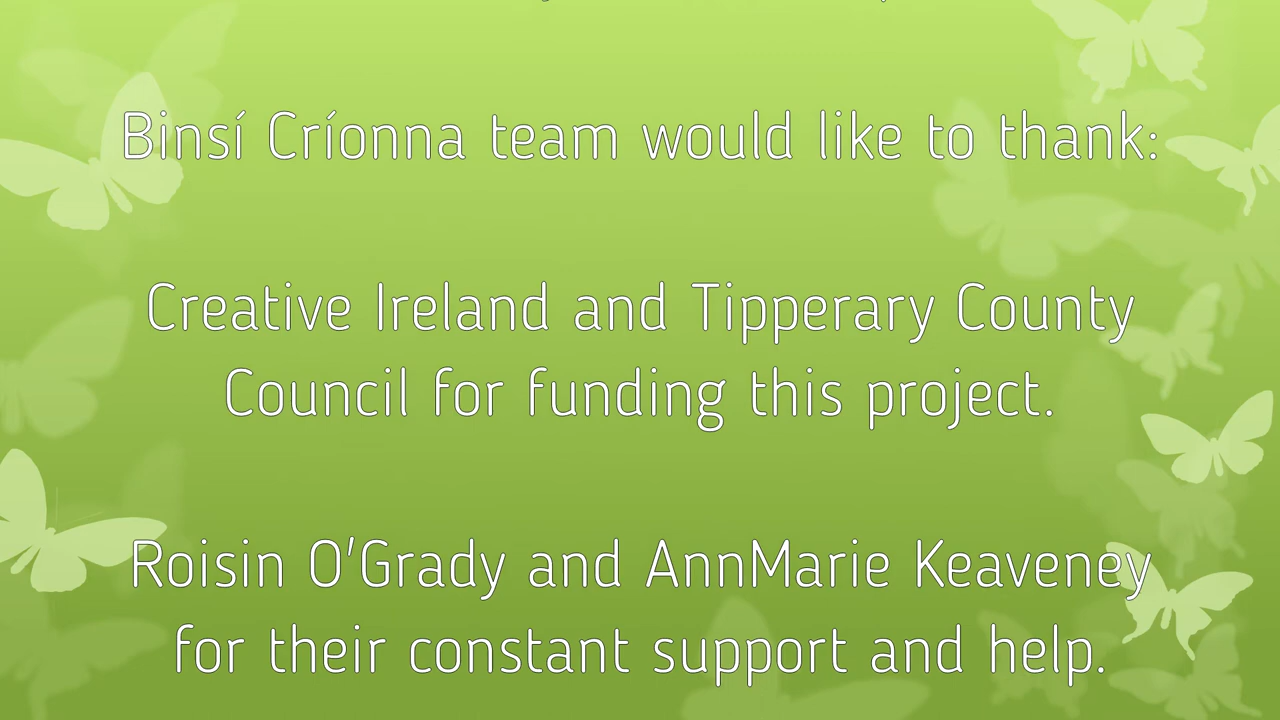 Binsí Críonna team would like to thank:
Creative Ireland and Tipperary County
Council for funding this project.
Roisin O'Grady and AnnMarie Keaveney
for their constant support and help.